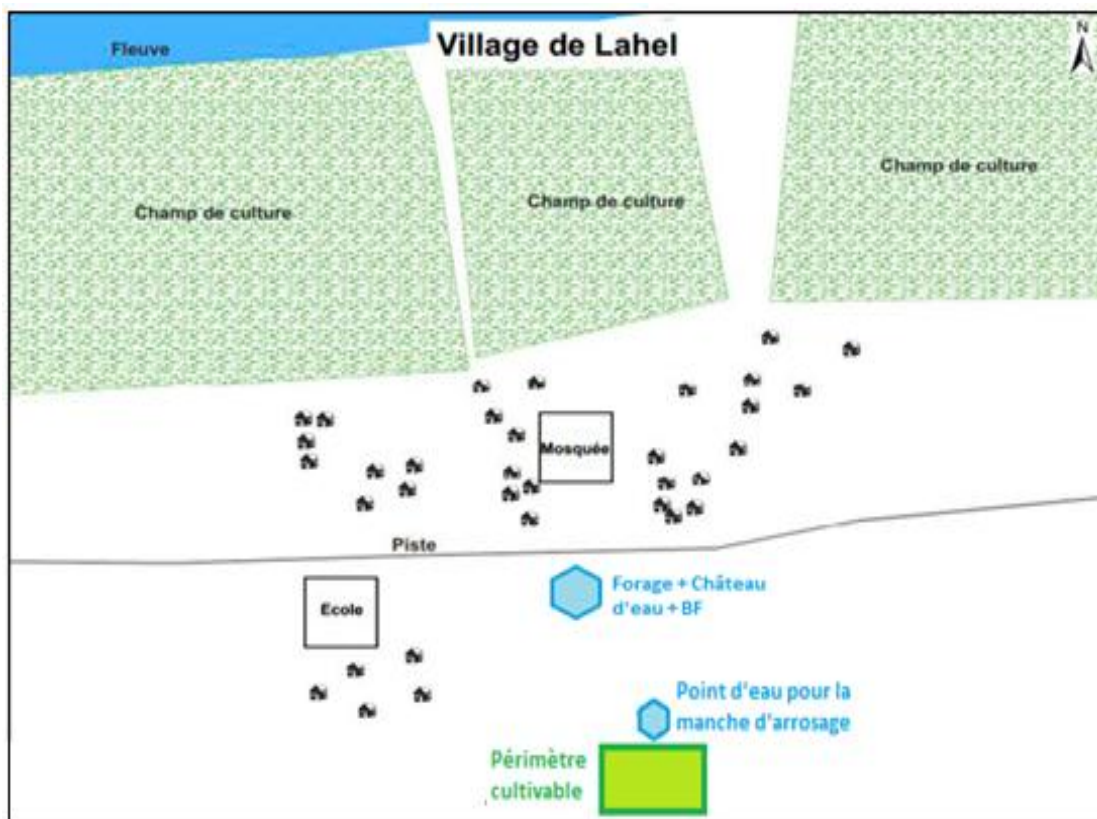 Fleuve
Village de Lahel
N
Champ de culture
Champ de culture
Champ de culture
Mosquée
Piste
Ecole
Forage + Château
d'eau + BF
Point d'eau pour la
manche d'arrosage
Périmètre
cultivable